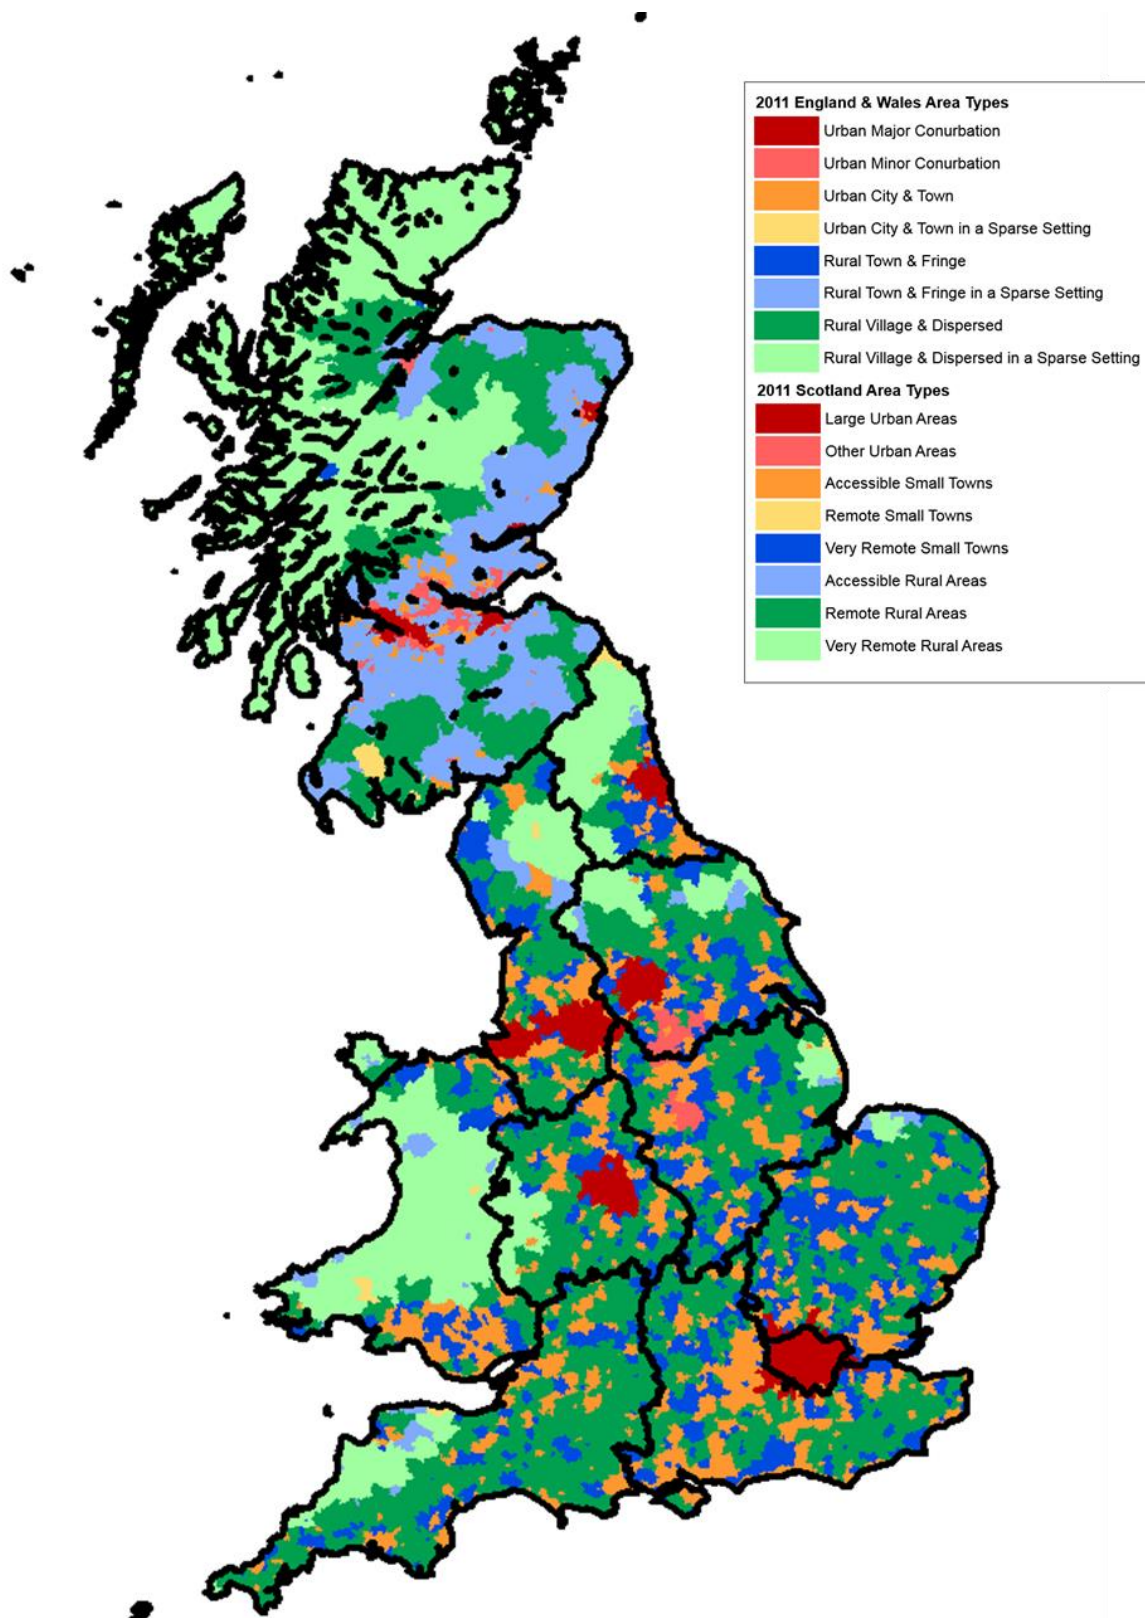 2011 England & Wales Area Types
Urban Major Conurbation
Urban Minor Conurbation
Urban City & Town
Urban City & Town in a Sparse Setting
Rural Town & Fringe
Rural Town & Fringe in a Sparse Setting
Rural Village & Dispersed
Rural Village & Dispersed in a Sparse Setting
2011 Scotland Area Types
Large Urban Areas
Other Urban Areas
Accessible Small Towns
Remote Small Towns
Very Remote Small Towns
Accessible Rural Areas
Remote Rural Areas
Very Remote Rural Areas